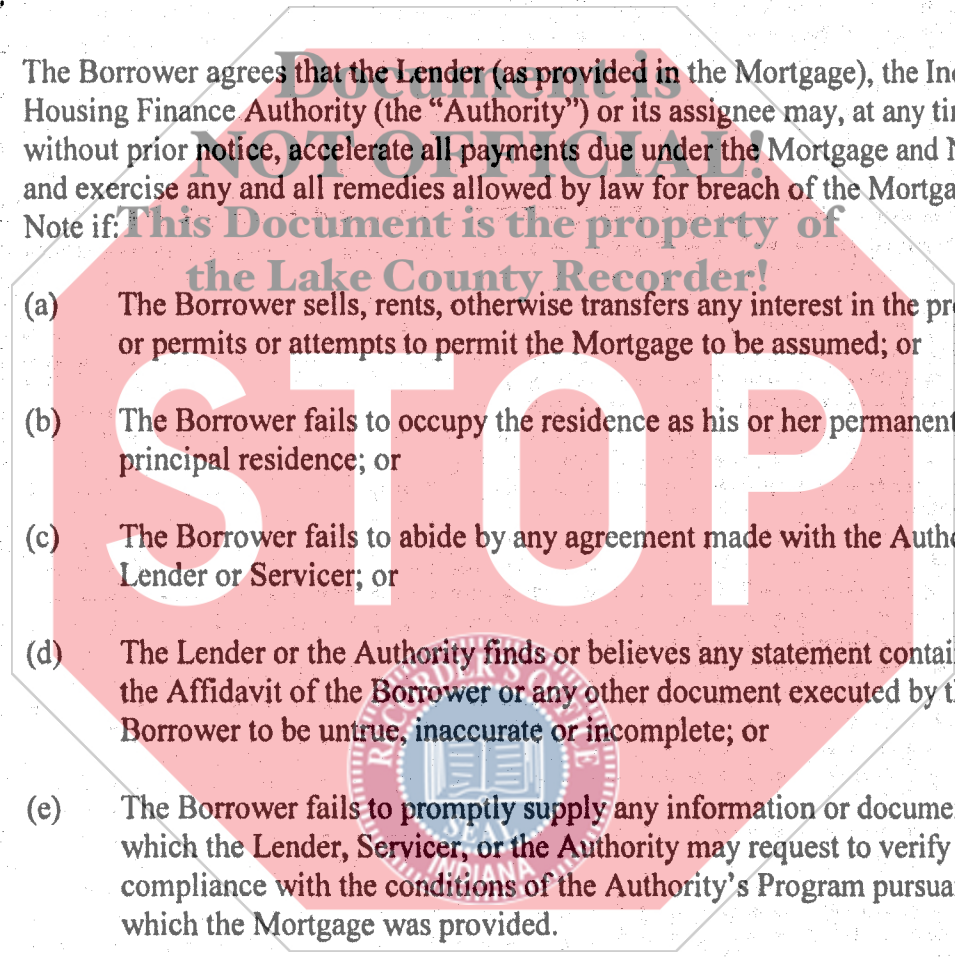 Document is
NOT OFFICIAL!
This Document is the property of
the Lake County Recorder!
STOP
The Borrower agrees that the Lender (as provided in the Mortgage), the
Housing Finance Authority (the “Authority”) or its assignee may, at any
without prior notice, accelerate all payments due under the Mortgage and
and exercise any and all remedies allowed by law for breach of the
Note if:
(a) The Borrower sells, rents, otherwise transfers any interest in the
or permits or attempts to permit the Mortgage to be assumed; or
(b) The Borrower fails to occupy the residence as his or her permanent
principal residence; or
(c) The Borrower fails to abide by any agreement made with the
Lender or Servicer; or
(d) The Lender or the Authority finds or believes any statement
the Affidavit of the Borrower or any other document executed by
Borrower to be untrue, inaccurate or incomplete; or
(e) The Borrower fails to promptly supply any information or
which the Lender, Servicer, or the Authority may request to verify
compliance with the conditions of the Authority’s Program
which the Mortgage was provided.
RECORDER'S OFFICE
SEAL
INDIANA